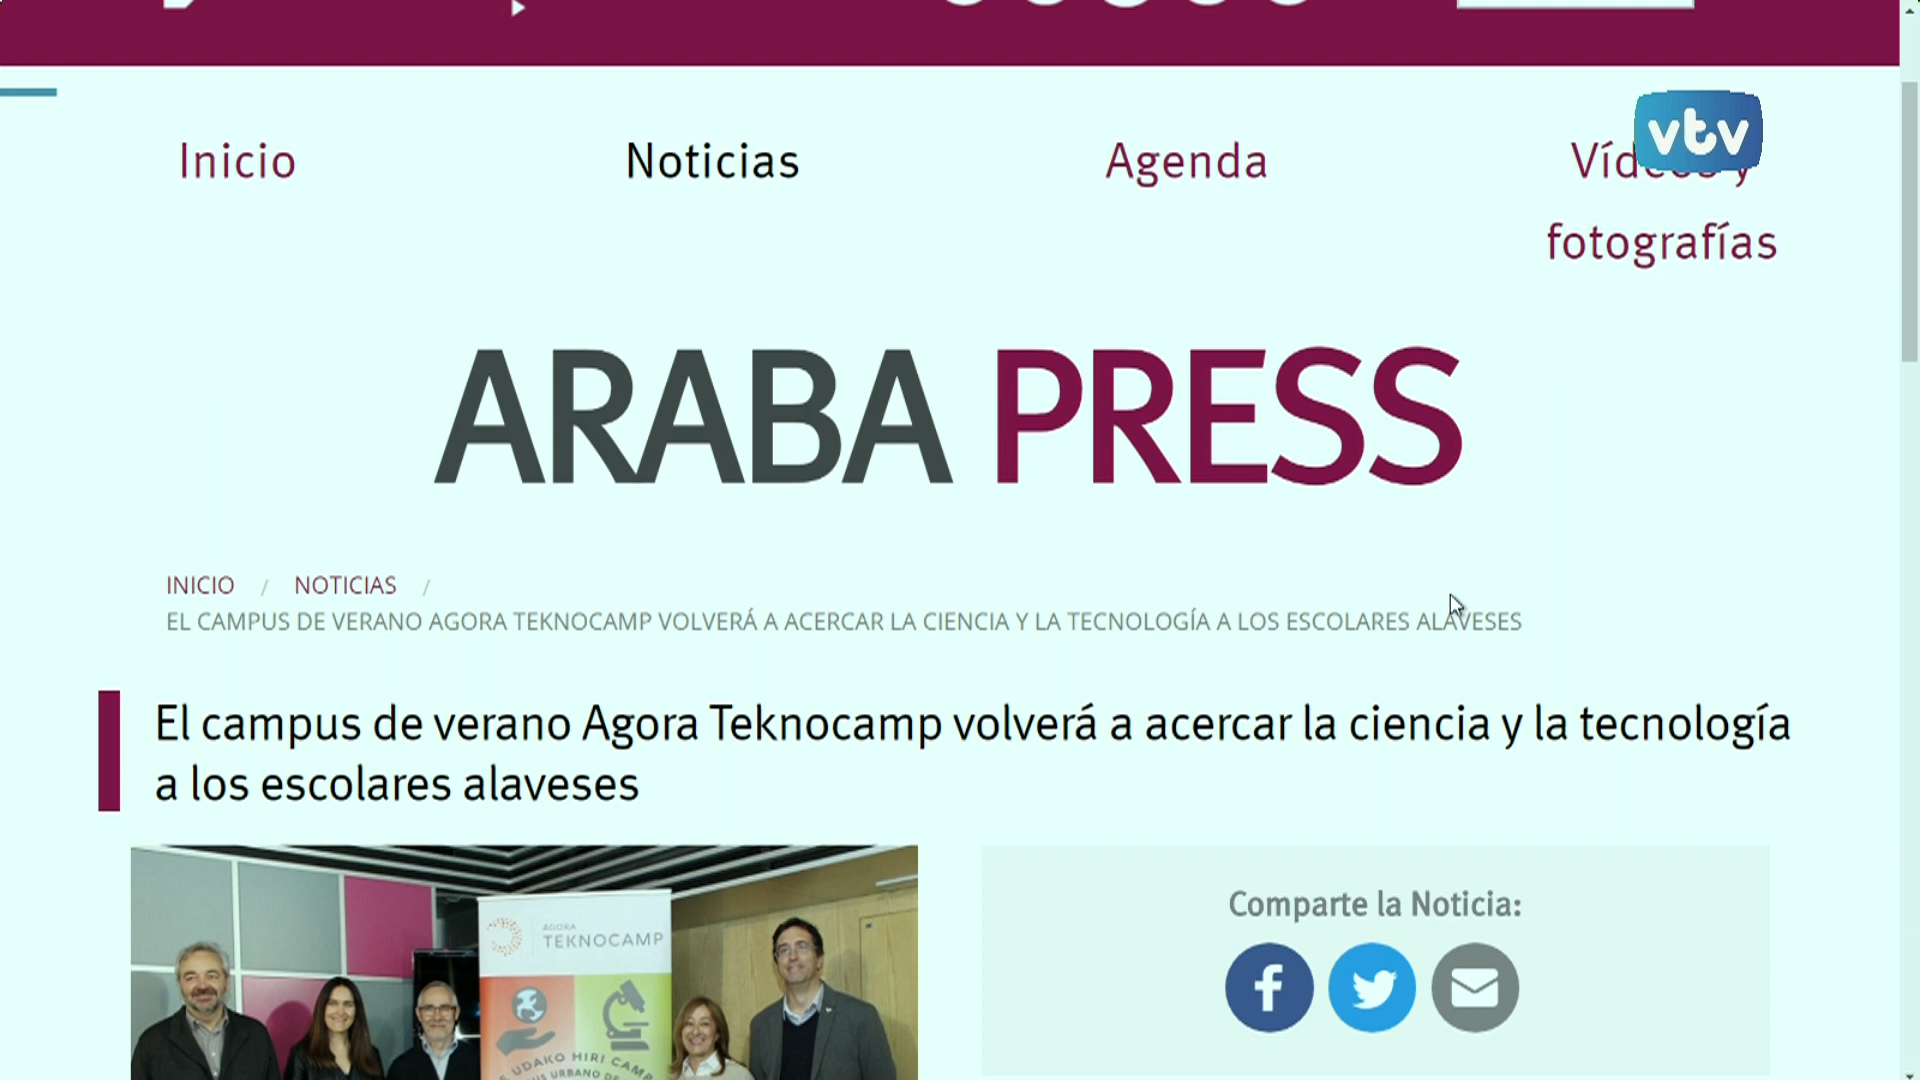 vtv
Inicio
Noticias
Agenda
fotografías
ARABA PRESS
INICIO / NOTICIAS /
EL CAMPUS DE VERANO AGORA TEKNOCAMP VOLVERÁ A ACERCAR LA CIENCIA Y LA TECNOLOGÍA A LOS ESCOLARES ALAVESES
El campus de verano Agora Teknocamp volverá a acercar la ciencia y la tecnología
a los escolares alaveses
AGORA
TEKNOCAMP
UDAKO HIRI
URBANO
Comparte la Noticia: